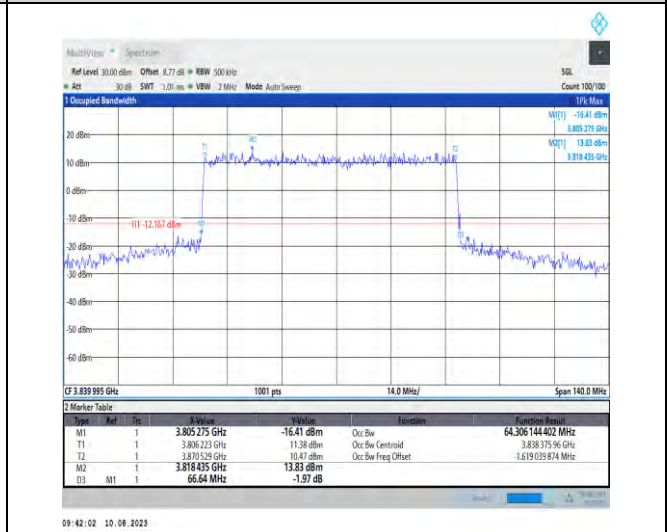 MultiView Spectrum
Ref Level 30.00 dBm Offset 8.77 dB RBW 500 kHz SGL
Att 30 dB SWT 1.01 ms VBW 2 MHz Mode Auto Sweep Count 100/100
1 Occupied Bandwidth 1Pk Max
M1[1] -16.41 dBm
3.805 275 GHz
M2[1] 13.83 dBm
3.818 435 GHz
20 dBm
10 dBm
0 dBm
-10 dBm
H1 -12.167 dBm
-20 dBm
-30 dBm
-40 dBm
-50 dBm
-60 dBm
T1
M2
T2
D3
CF 3.839 995 GHz 1001 pts 14.0 MHz/ Span 140.0 MHz
2 Marker Table
Type Ref Trc X-Value Y-Value Function Function Result
M1 1 3.805 275 GHz -16.41 dBm Occ Bw 64.306 144 402 MHz
T1 1 3.806 223 GHz 11.38 dBm Occ Bw Centroid 3.838 375 96 GHz
T2 1 3.870 529 GHz 10.47 dBm Occ Bw Freq Offset -1.619 039 874 MHz
M2 1 3.818 435 GHz 13.83 dBm
D3 M1 1 66.64 MHz -1.97 dB
09:42:02 10.08.2023